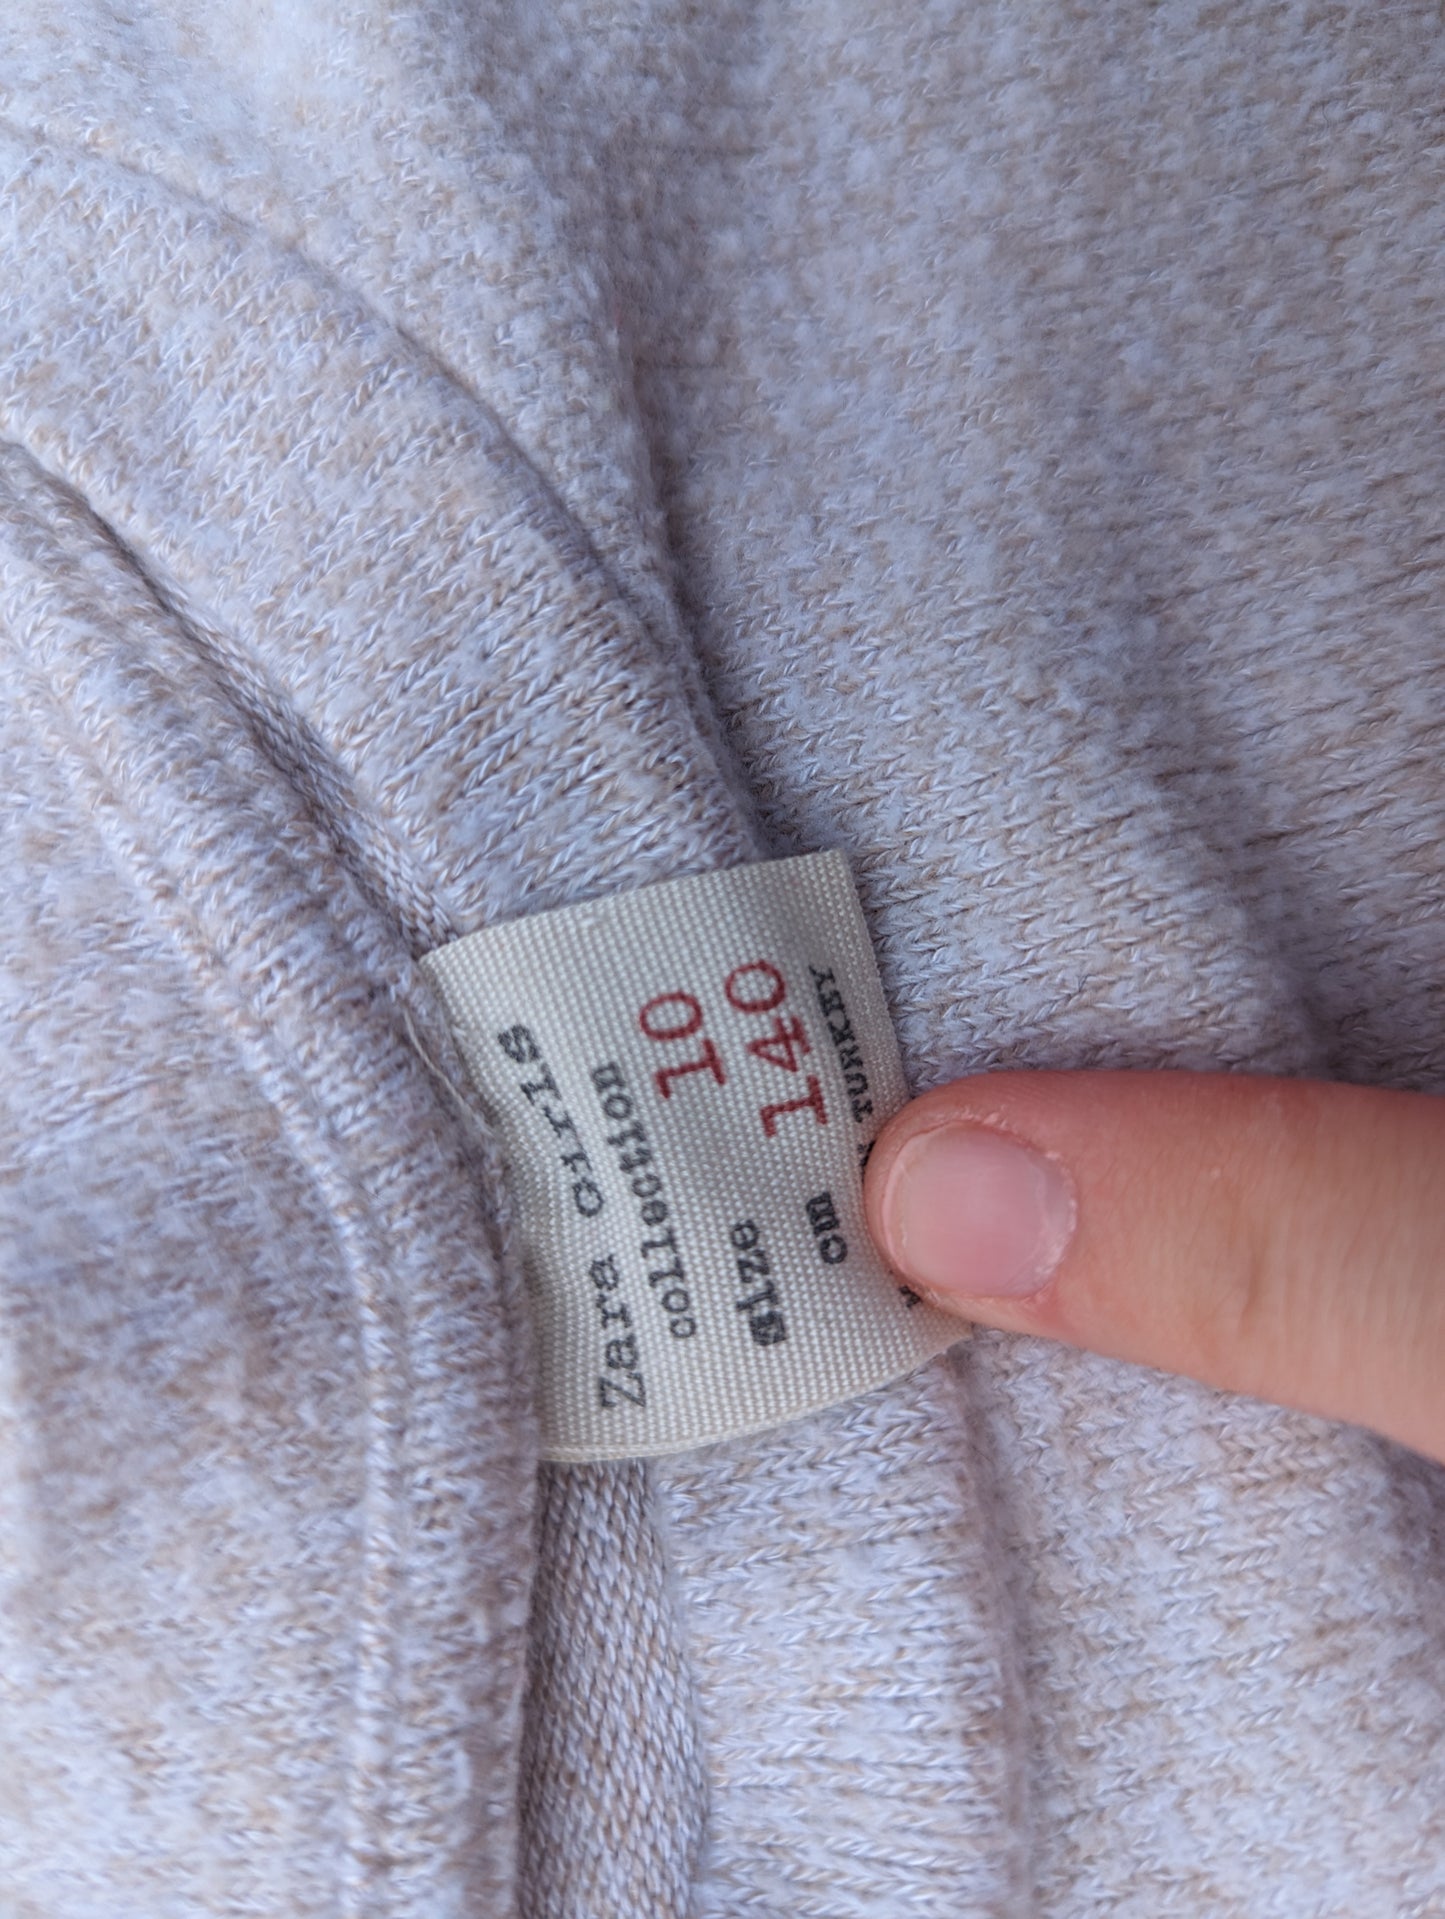 Zara Girls
collection
size 10
cm 140
TURKEY